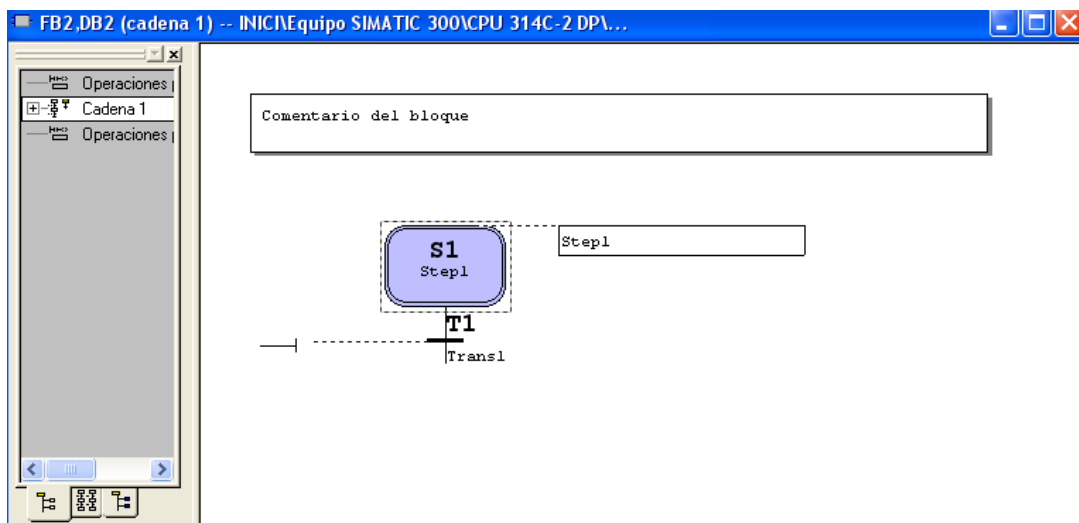 FB2,DB2 (cadena 1) -- INICI\Equipo SIMATIC 300\CPU 314C-2 DP\...
Operaciones
Cadena 1
Operaciones
Comentario del bloque
S1
Step1
Step1
T1
Trans1